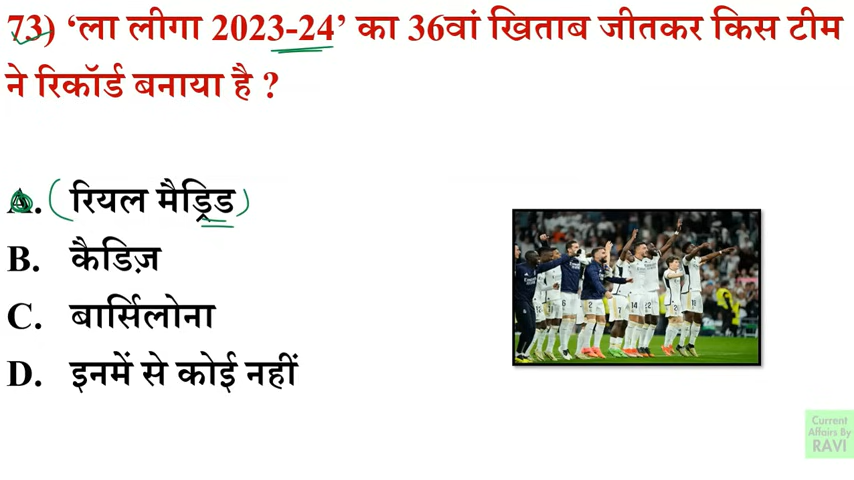 73) ‘ला लीगा 2023-24’ का 36वां खिताब जीतकर किस टीम
ने रिकॉर्ड बनाया है ?
A. (रियल मैड्रिड)
B. कैडिज़
C. बार्सिलोना
D. इनमें से कोई नहीं
Current
Affairs By
RAVI